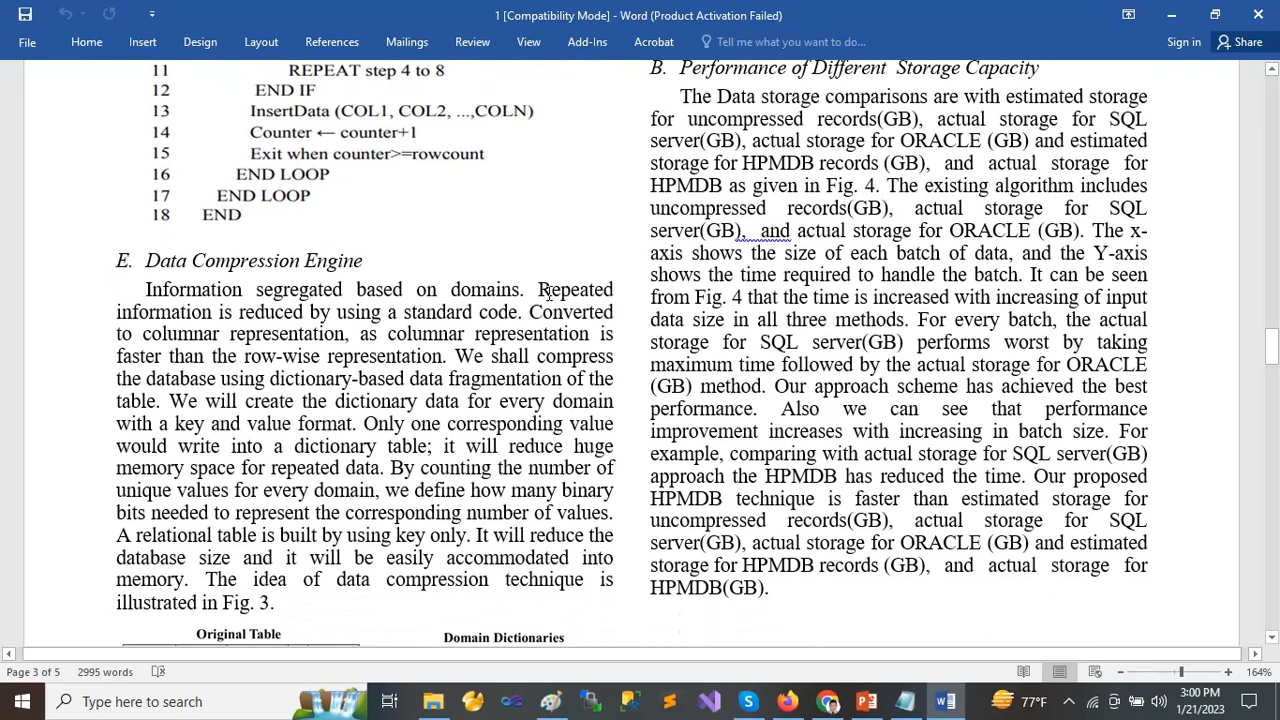 1 [Compatibility Mode] - Word (Product Activation Failed)
File Home Insert Design Layout References Mailings Review View Add-Ins Acrobat Tell me what you want to do... Sign in Share
11 REPEAT step 4 to 8
12 END IF
13 InsertData (COL1, COL2, ...,COLN)
14 Counter ← counter+1
15 Exit when counter>=rowcount
16 END LOOP
17 END LOOP
18 END
E. Data Compression Engine
Information segregated based on domains. Repeated
information is reduced by using a standard code. Converted
to columnar representation, as columnar representation is
faster than the row-wise representation. We shall compress
the database using dictionary-based data fragmentation of the
table. We will create the dictionary data for every domain
with a key and value format. Only one corresponding value
would write into a dictionary table; it will reduce huge
memory space for repeated data. By counting the number of
unique values for every domain, we define how many binary
bits needed to represent the corresponding number of values.
A relational table is built by using key only. It will reduce the
database size and it will be easily accommodated into
memory. The idea of data compression technique is
illustrated in Fig. 3.
Original Table Domain Dictionaries
B. Performance of Different Storage Capacity
The Data storage comparisons are with estimated storage
for uncompressed records(GB), actual storage for SQL
server(GB), actual storage for ORACLE (GB) and estimated
storage for HPMDB records (GB), and actual storage for
HPMDB as given in Fig. 4. The existing algorithm includes
uncompressed records(GB), actual storage for SQL
server(GB), and actual storage for ORACLE (GB). The x-
axis shows the size of each batch of data, and the Y-axis
shows the time required to handle the batch. It can be seen
from Fig. 4 that the time is increased with increasing of input
data size in all three methods. For every batch, the actual
storage for SQL server(GB) performs worst by taking
maximum time followed by the actual storage for ORACLE
(GB) method. Our approach scheme has achieved the best
performance. Also we can see that performance
improvement increases with increasing in batch size. For
example, comparing with actual storage for SQL server(GB)
approach the HPMDB has reduced the time. Our proposed
HPMDB technique is faster than estimated storage for
uncompressed records(GB), actual storage for SQL
server(GB), actual storage for ORACLE (GB) and estimated
storage for HPMDB records (GB), and actual storage for
HPMDB(GB).
Page 3 of 5 2995 words 164%
Type here to search 77°F 3:00 PM
1/21/2023